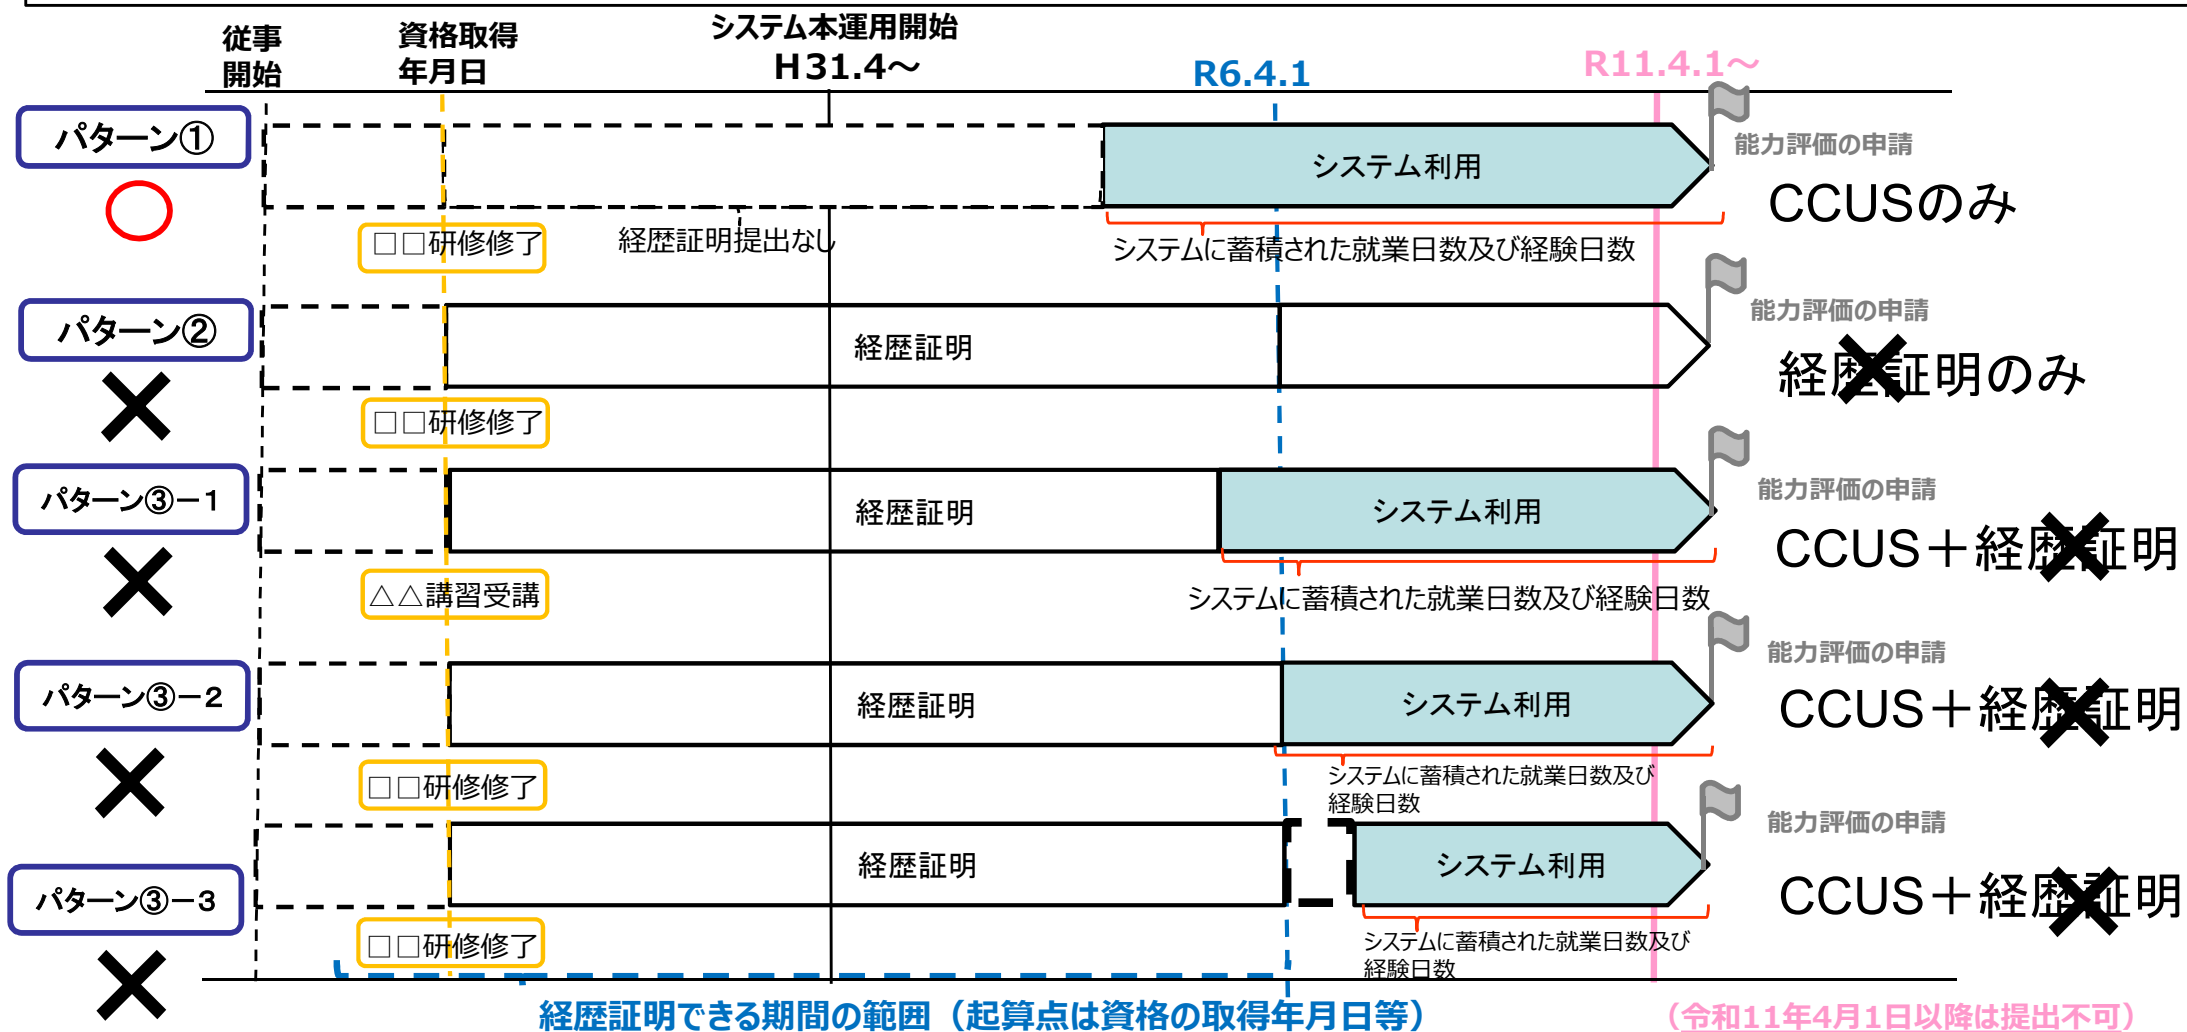 従事
開始
資格取得
年月日
システム本運用開始
H31.4～
R6.4.1
R11.4.1～
パターン①
システム利用
能力評価の申請
CCUSのみ
□□研修修了
経歴証明提出なし
システムに蓄積された就業日数及び経験日数
パターン②
経歴証明
能力評価の申請
経歴証明のみ
□□研修修了
パターン③－1
経歴証明
システム利用
能力評価の申請
CCUS＋経歴証明
△△講習受講
システムに蓄積された就業日数及び経験日数
パターン③－2
経歴証明
システム利用
能力評価の申請
CCUS＋経歴証明
□□研修修了
システムに蓄積された就業日数及び
経験日数
パターン③－3
経歴証明
システム利用
能力評価の申請
CCUS＋経歴証明
□□研修修了
システムに蓄積された就業日数及び
経験日数
経歴証明できる期間の範囲（起算点は資格の取得年月日等）
（令和11年4月1日以降は提出不可）